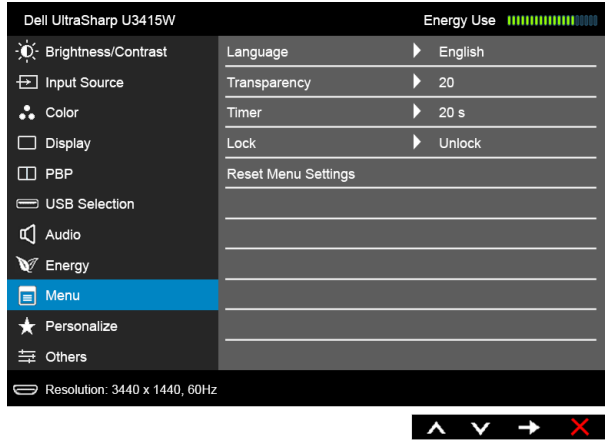 Dell UltraSharp U3415W Energy Use
Brightness/Contrast
Input Source
Color
Display
PBP
USB Selection
Audio
Energy
Menu
Personalize
Others
Language English
Transparency 20
Timer 20 s
Lock Unlock
Reset Menu Settings
Resolution: 3440 x 1440, 60Hz